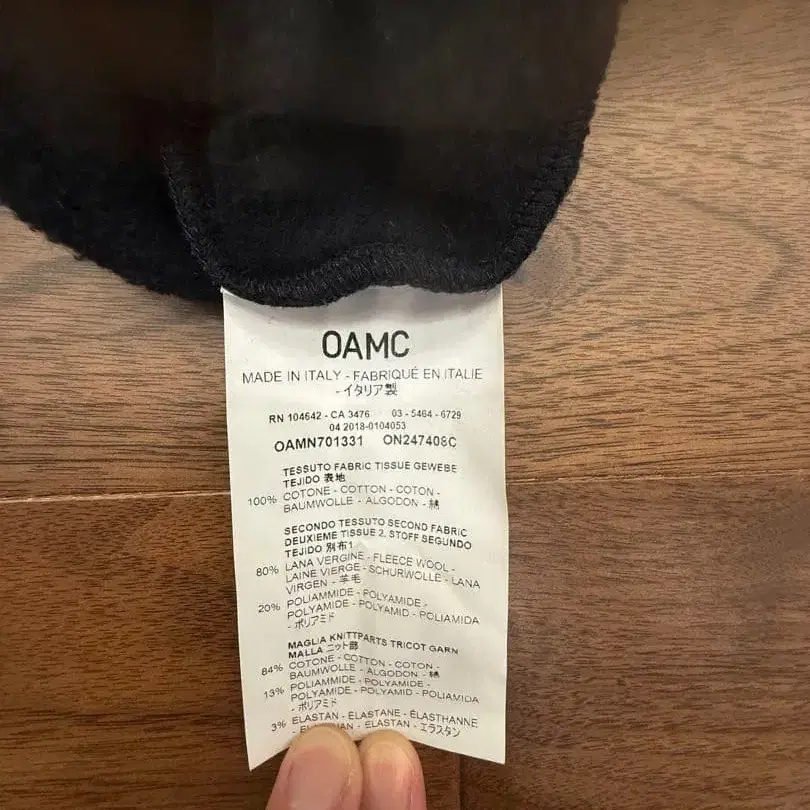 OAMC
MADE IN ITALY - FABRIQUÉ EN ITALIE
- イタリア製
RN 104642 - CA 3476 03 - 5464 - 6729
04 2018-0104053
OAMN701331 ON247408C
TESSUTO FABRIC TISSUE GEWEBE
TEJIDO 表地
100% COTONE - COTTON - COTON -
BAUMWOLLE - ALGODON - 綿
SECONDO TESSUTO SECOND FABRIC
DEUXIEME TISSUE 2. STOFF SEGUNDO
TEJIDO 別布1
80% LANA VERGINE - FLEECE WOOL -
LAINE VIERGE - SCHURWOLLE - LANA
VIRGEN - 羊毛
20% POLIAMMIDE - POLYAMIDE -
POLYAMIDE - POLYAMID - POLIAMIDA
- ポリアミド
MAGLIA KNITTPARTS TRICOT GARN
MALLA ニット部
84% COTONE - COTTON - COTON -
BAUMWOLLE - ALGODON - 綿
13% POLIAMMIDE - POLYAMIDE -
POLYAMIDE - POLYAMID - POLIAMIDA
- ポリアミド
3% ELASTAN - ELASTANE - ÉLASTHANNE
- ELASTAN - エラスタン